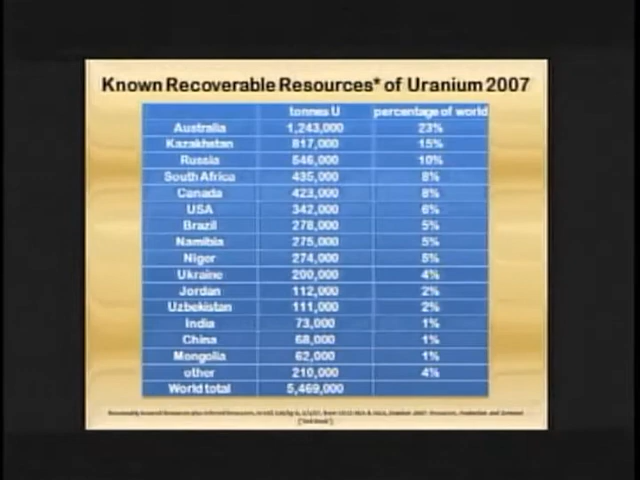 Known Recoverable Resources* of Uranium 2007
tonnes U percentage of world
Australia 1,243,000 23%
Kazakhstan 817,000 15%
Russia 546,000 10%
South Africa 435,000 8%
Canada 423,000 8%
USA 342,000 6%
Brazil 278,000 5%
Namibia 275,000 5%
Niger 274,000 5%
Ukraine 200,000 4%
Jordan 112,000 2%
Uzbekistan 111,000 2%
India 73,000 1%
China 68,000 1%
Mongolia 62,000 1%
other 210,000 4%
World total 5,469,000